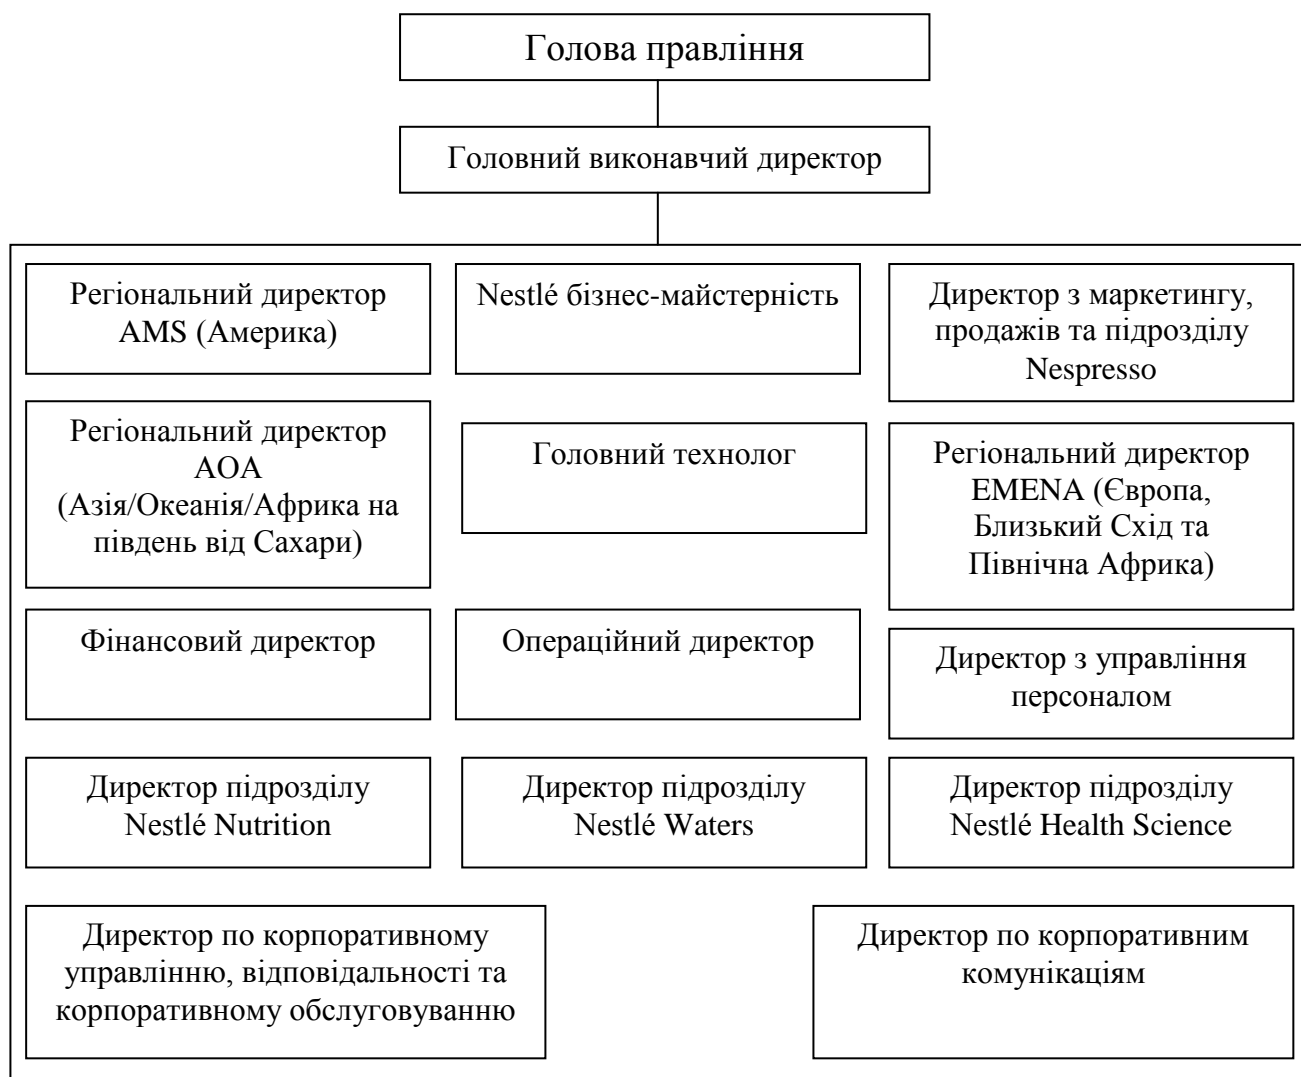 Голова правління
Головний виконавчий директор
Регіональний директор
AMS (Америка)
Nestlé бізнес-майстерність
Директор з маркетингу,
продажів та підрозділу
Nespresso
Регіональний директор
АОА
(Азія/Океанія/Африка на
південь від Сахари)
Головний технолог
Регіональний директор
EMENA (Європа,
Близький Схід та
Північна Африка)
Фінансовий директор
Операційний директор
Директор з управління
персоналом
Директор підрозділу
Nestlé Nutrition
Директор підрозділу
Nestlé Waters
Директор підрозділу
Nestlé Health Science
Директор по корпоративному
управлінню, відповідальності та
корпоративному обслуговуванню
Директор по корпоративним
комунікаціям